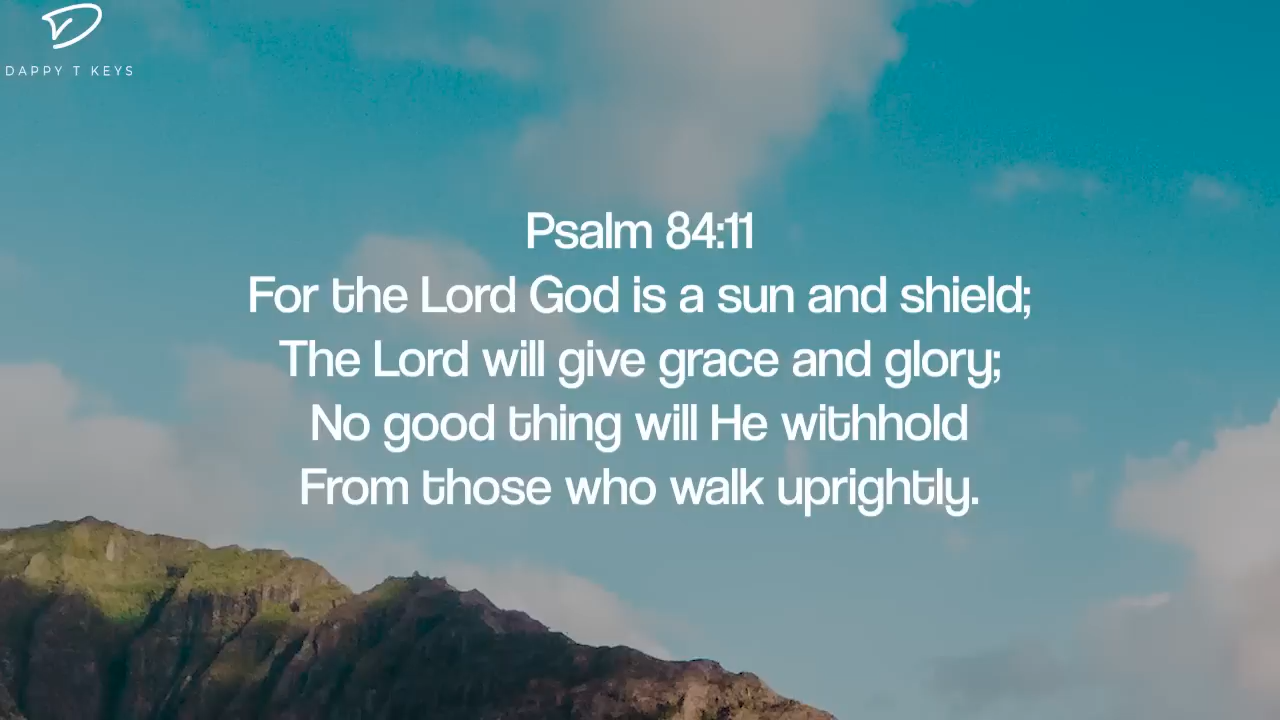 DAPPY T KEYS
Psalm 84:11
For the Lord God is a sun and shield;
The Lord will give grace and glory;
No good thing will He withhold
From those who walk uprightly.